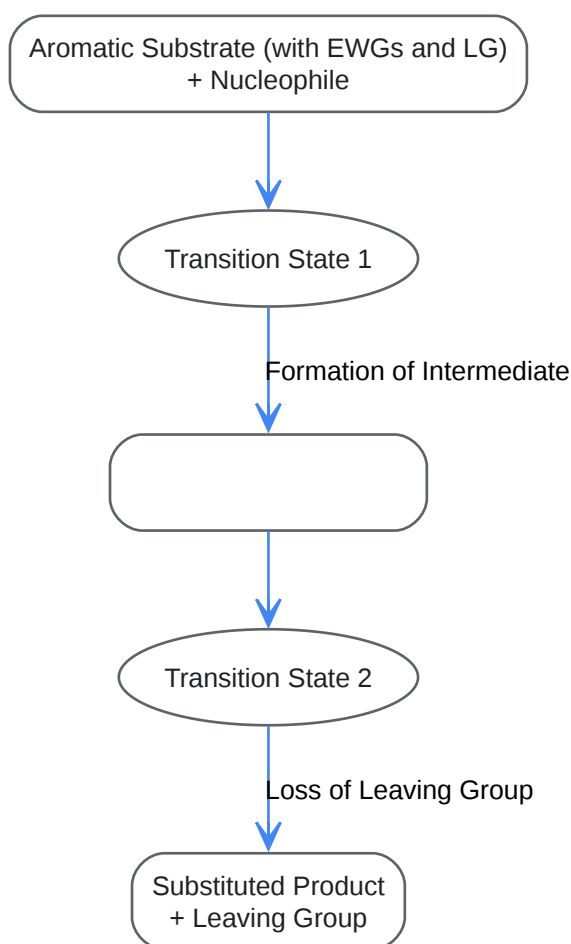 Aromatic Substrate (with EWGs and LG)
+ Nucleophile
Transition State 1
Formation of Intermediate
Transition State 2
Loss of Leaving Group
Substituted Product
+ Leaving Group